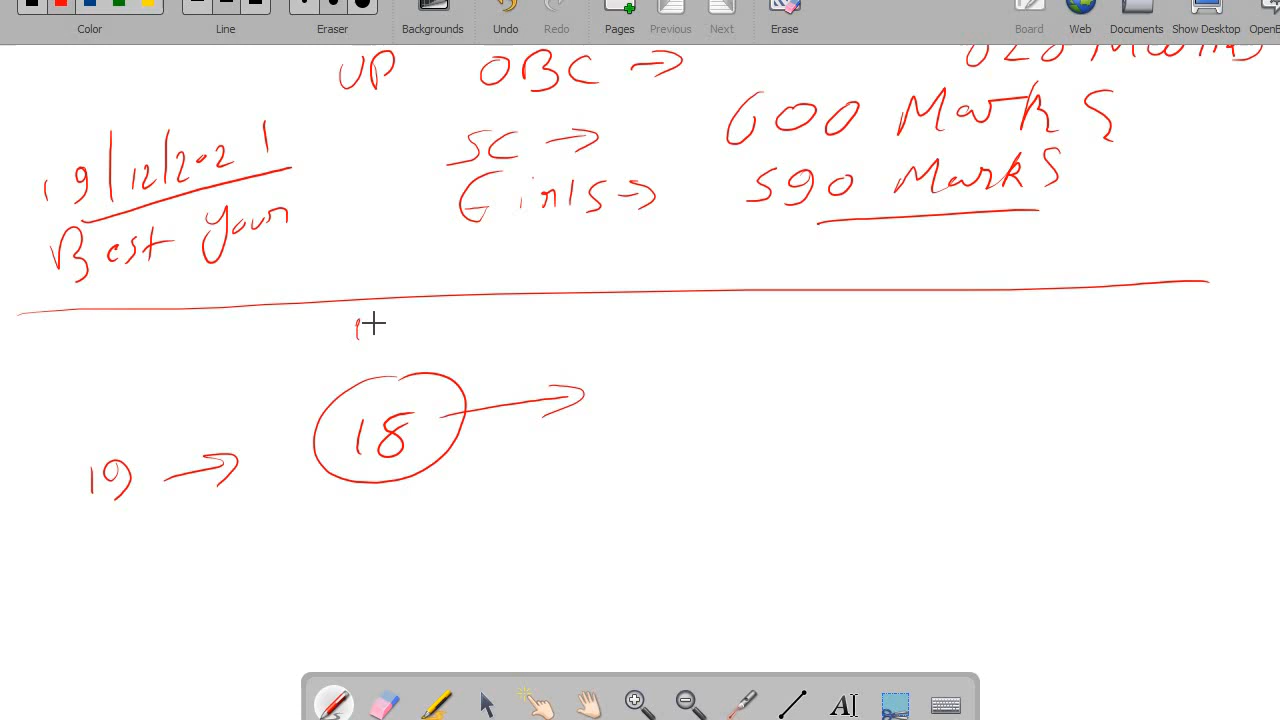 Color Line Eraser Backgrounds Undo Redo Pages Previous Next Erase Board Web Documents Show Desktop
UP OBC →
600 Marks
SC →
19/12/2021
Girls → 590 Marks
Best your
18 →
19 →